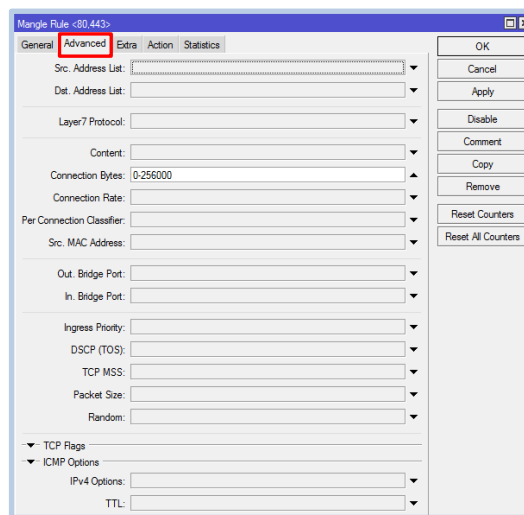 Mangle Rule <80,443>
General Advanced Extra Action Statistics
Src. Address List:
Dst. Address List:
Layer7 Protocol:
Content:
Connection Bytes: 0-256000
Connection Rate:
Per Connection Classifier:
Src. MAC Address:
Out. Bridge Port:
In. Bridge Port:
Ingress Priority:
DSCP (TOS):
TCP MSS:
Packet Size:
Random:
TCP Flags
ICMP Options
IPv4 Options:
TTL:
OK
Cancel
Apply
Disable
Comment
Copy
Remove
Reset Counters
Reset All Counters